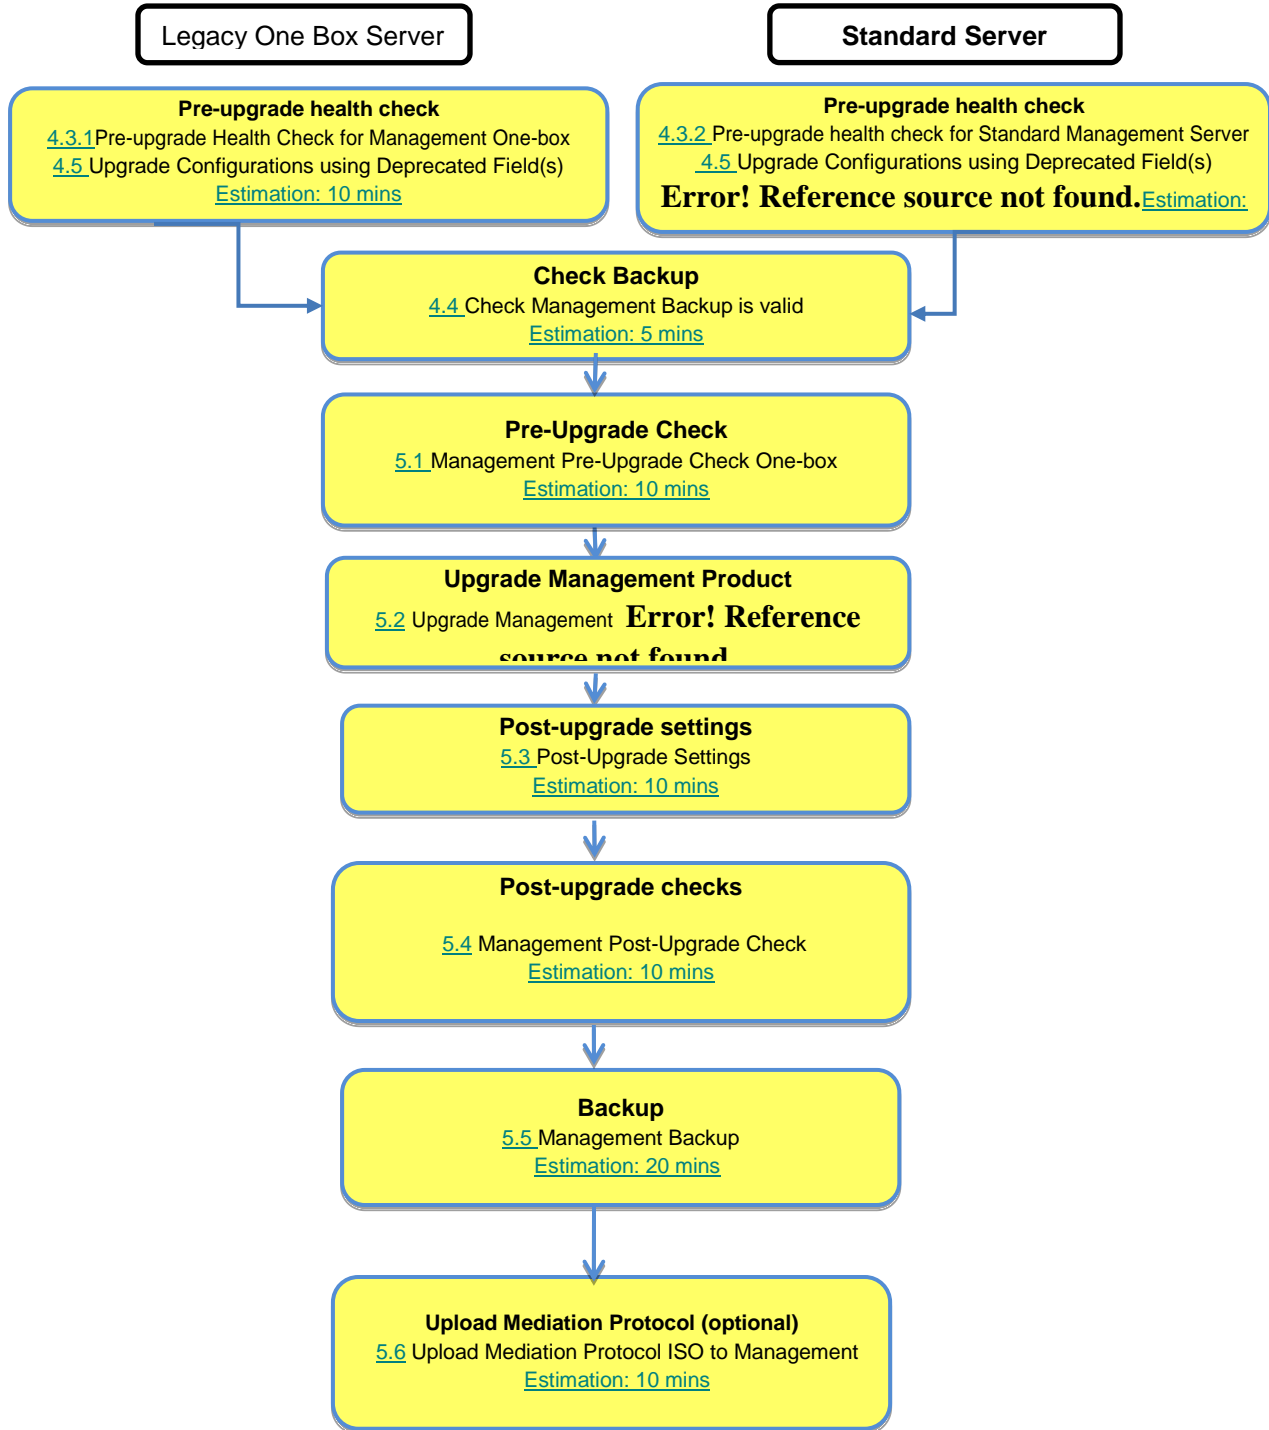 Legacy One Box Server
Standard Server
Pre-upgrade health check
4.3.1Pre-upgrade Health Check for Management One-box
4.5 Upgrade Configurations using Deprecated Field(s)
Estimation: 10 mins
Pre-upgrade health check
4.3.2 Pre-upgrade health check for Standard Management Server
4.5 Upgrade Configurations using Deprecated Field(s)
Error! Reference source not found.Estimation:
Check Backup
4.4 Check Management Backup is valid
Estimation: 5 mins
Pre-Upgrade Check
5.1 Management Pre-Upgrade Check One-box
Estimation: 10 mins
Upgrade Management Product
5.2 Upgrade Management Error! Reference
source not found
Post-upgrade settings
5.3 Post-Upgrade Settings
Estimation: 10 mins
Post-upgrade checks
5.4 Management Post-Upgrade Check
Estimation: 10 mins
Backup
5.5 Management Backup
Estimation: 20 mins
Upload Mediation Protocol (optional)
5.6 Upload Mediation Protocol ISO to Management
Estimation: 10 mins